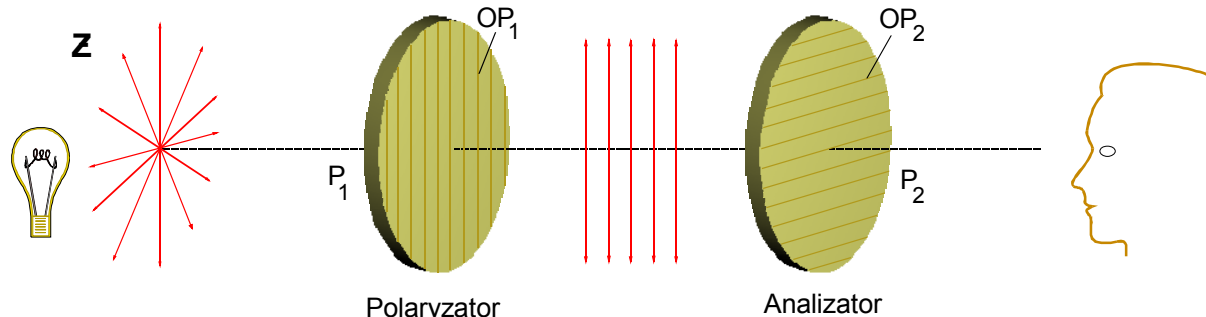 Ƶ
OP1
OP2
P1
P2
Polaryzator
Analizator